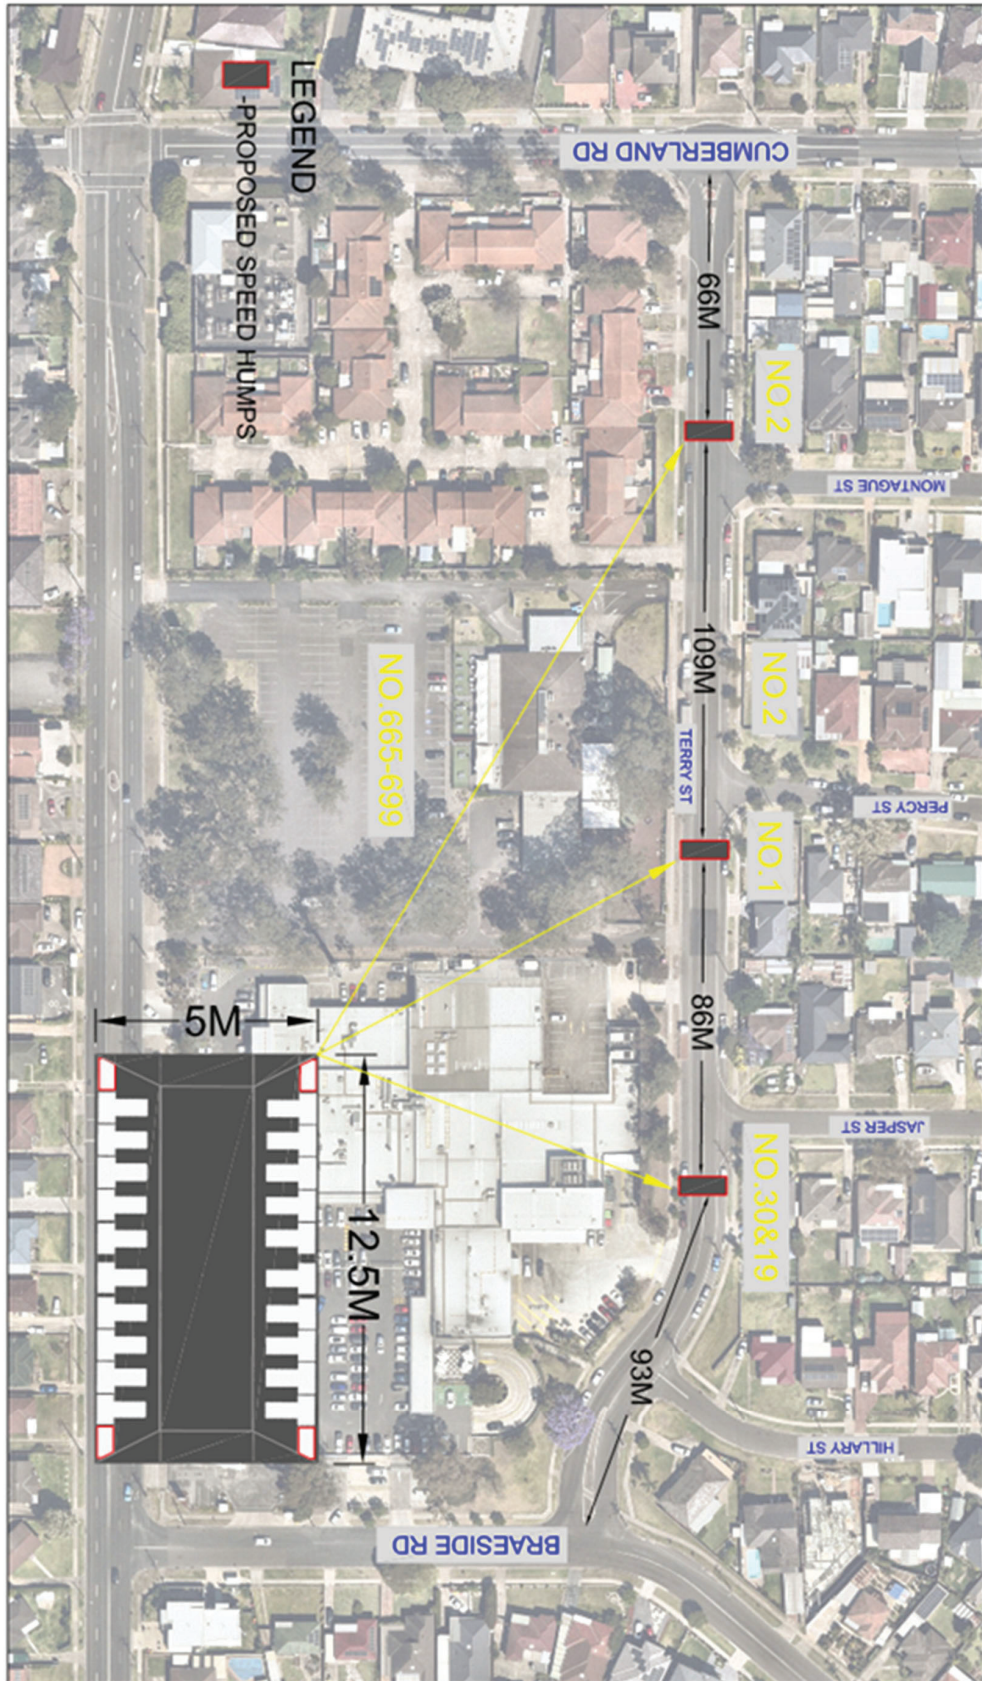 LEGEND
-PROPOSED SPEED HUMPS
CUMBERLAND RD
66M
NO.2
MONTAGUE ST
109M
NO.2
TERRY ST
PERCY ST
NO.665-699
NO.1
86M
JASPER ST
NO.30&19
93M
HILLARY ST
BRAESIDE RD
5M
12.5M